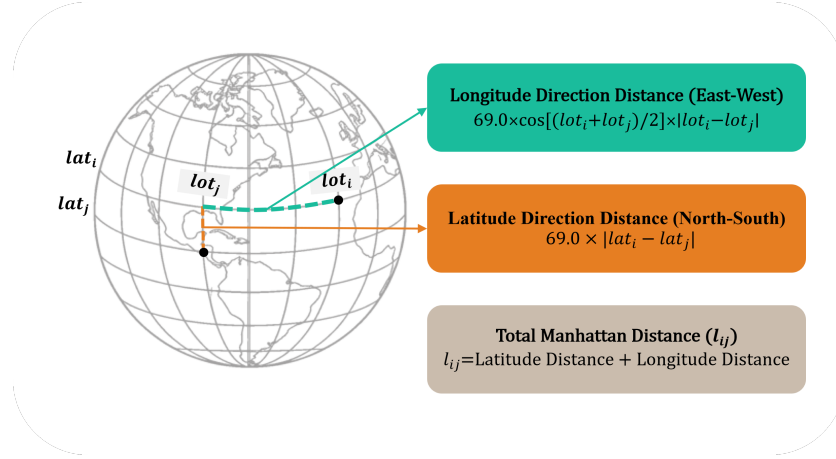 Longitude Direction Distance (East-West)
69.0×cos[(lot_i+lot_j)/2]×|lot_i−lot_j|
lat_i
lot_j
lot_i
lat_j
Latitude Direction Distance (North-South)
69.0 × |lat_i − lat_j|
Total Manhattan Distance (l_ij)
l_ij=Latitude Distance + Longitude Distance